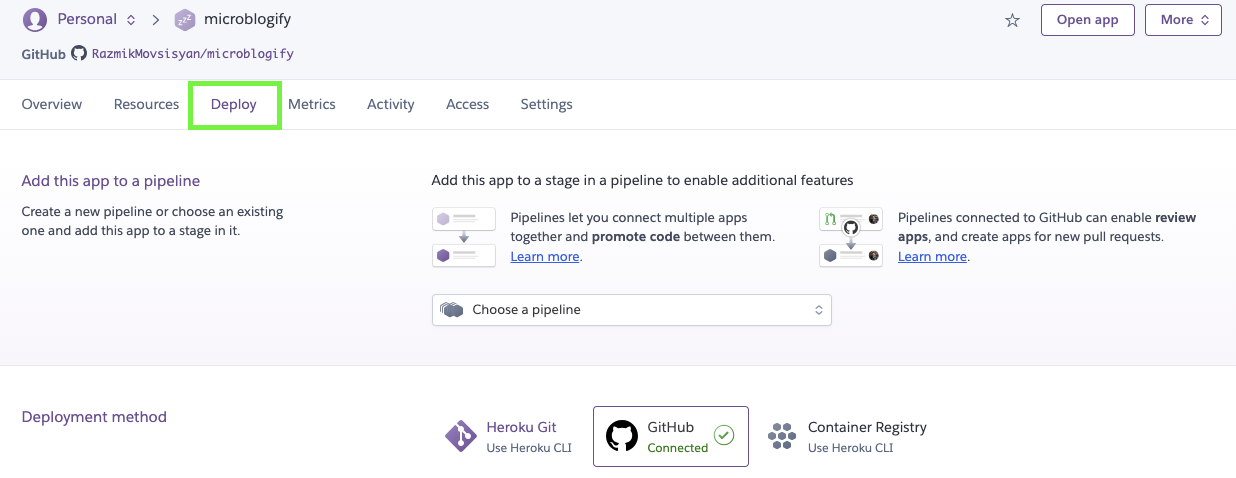 Personal
microblogify
Open app
More
GitHub RazmikMovsisyan/microblogify
Overview Resources Deploy Metrics Activity Access Settings
Add this app to a pipeline
Create a new pipeline or choose an existing
one and add this app to a stage in it.
Add this app to a stage in a pipeline to enable additional features
Pipelines let you connect multiple apps
together and promote code between them.
Learn more.
Pipelines connected to GitHub can enable review
apps, and create apps for new pull requests.
Learn more.
Choose a pipeline
Deployment method
Heroku Git
Use Heroku CLI
GitHub
Connected
Container Registry
Use Heroku CLI